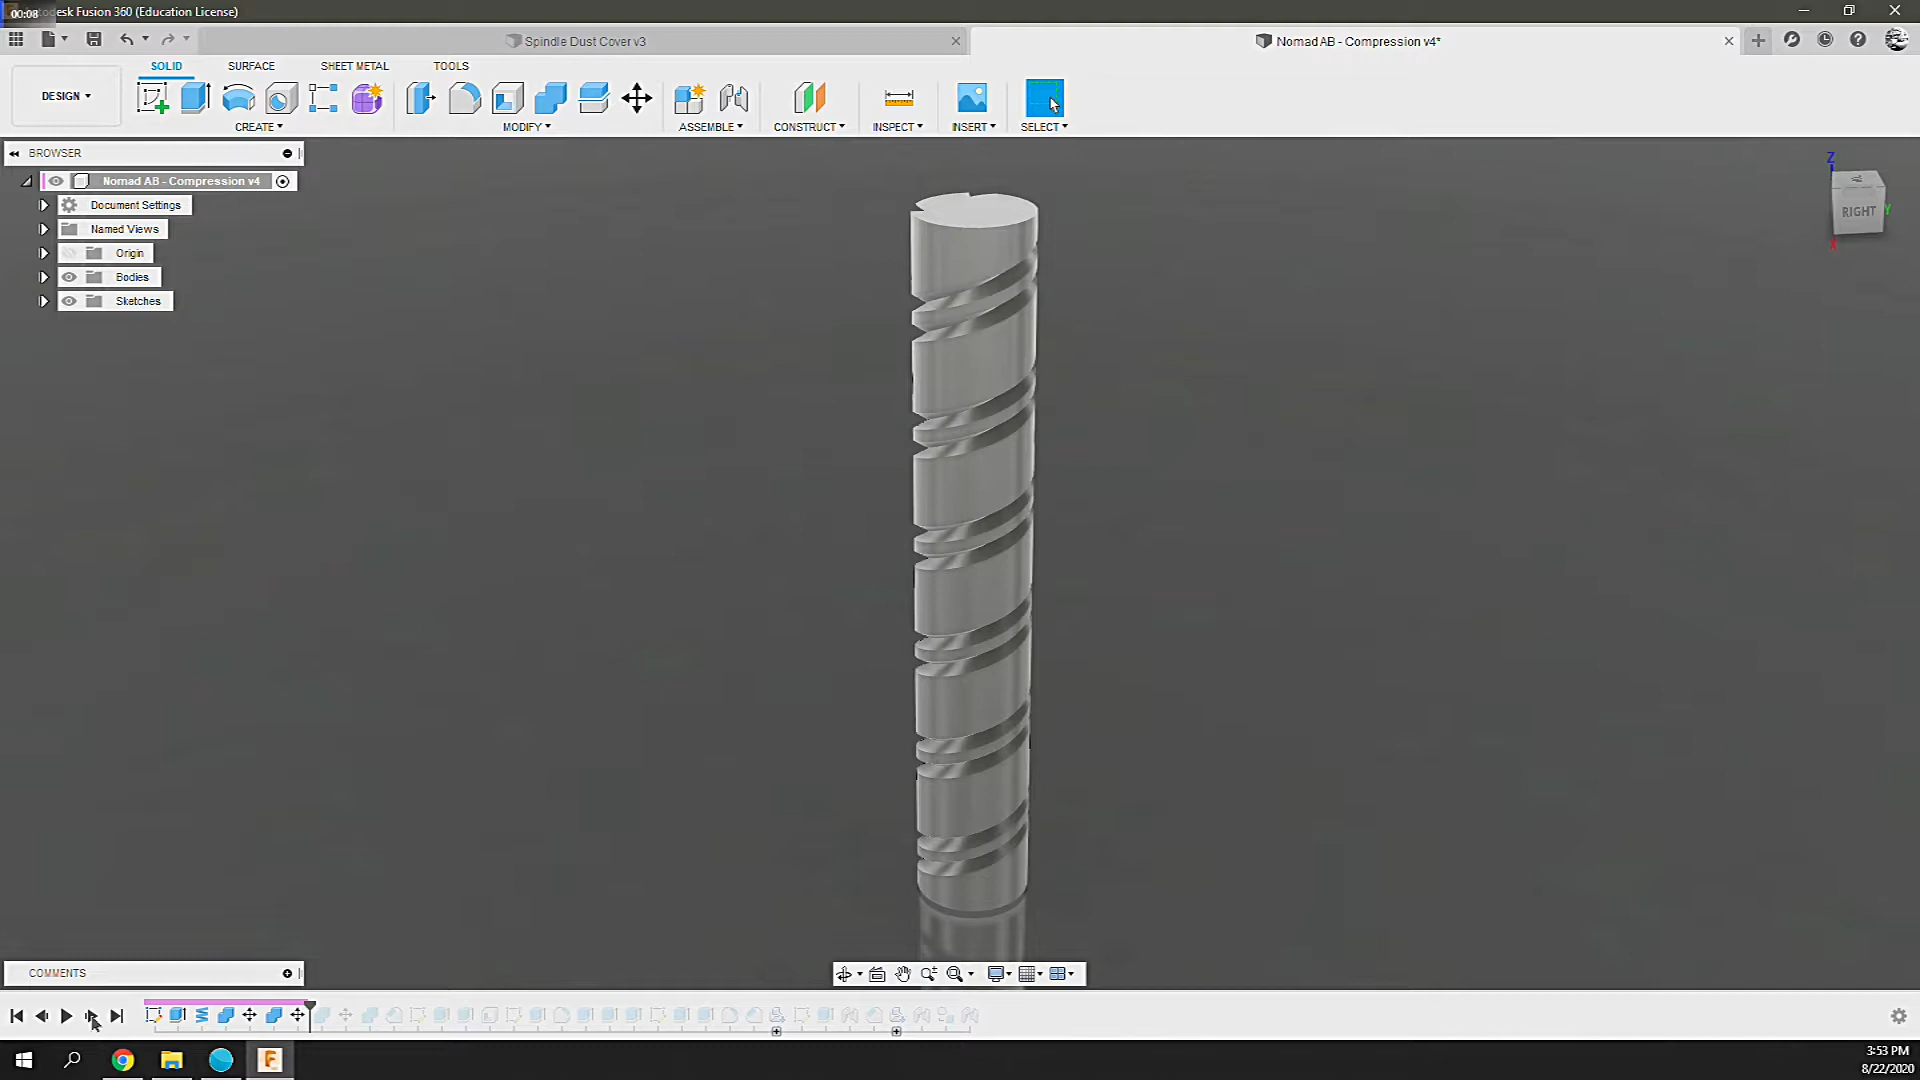 00:08
desk Fusion 360 (Education License)
Spindle Dust Cover v3
Nomad AB - Compression v4*
SOLID
SURFACE
SHEET METAL
TOOLS
DESIGN
CREATE
MODIFY
ASSEMBLE
CONSTRUCT
INSPECT
INSERT
SELECT
BROWSER
Nomad AB - Compression v4
Document Settings
Named Views
Origin
Bodies
Sketches
Z
RIGHT
Y
X
COMMENTS
F
3:53 PM
8/22/2020